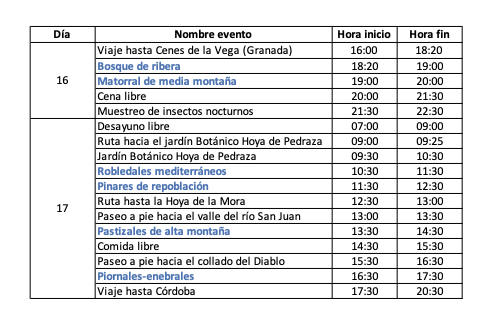 Día Nombre evento Hora inicio Hora fin
16
Viaje hasta Cenes de la Vega (Granada) 16:00 18:20
Bosque de ribera 18:20 19:00
Matorral de media montaña 19:00 20:00
Cena libre 20:00 21:30
Muestreo de insectos nocturnos 21:30 22:30
17
Desayuno libre 07:00 09:00
Ruta hacia el jardín Botánico Hoya de Pedraza 09:00 09:25
Jardín Botánico Hoya de Pedraza 09:30 10:30
Robledales mediterráneos 10:30 11:30
Pinares de repoblación 11:30 12:30
Ruta hasta la Hoya de la Mora 12:30 13:00
Paseo a pie hacia el valle del río San Juan 13:00 13:30
Pastizales de alta montaña 13:30 14:30
Comida libre 14:30 15:30
Paseo a pie hacia el collado del Diablo 15:30 16:30
Piornales-enebrales 16:30 17:30
Viaje hasta Córdoba 17:30 20:30